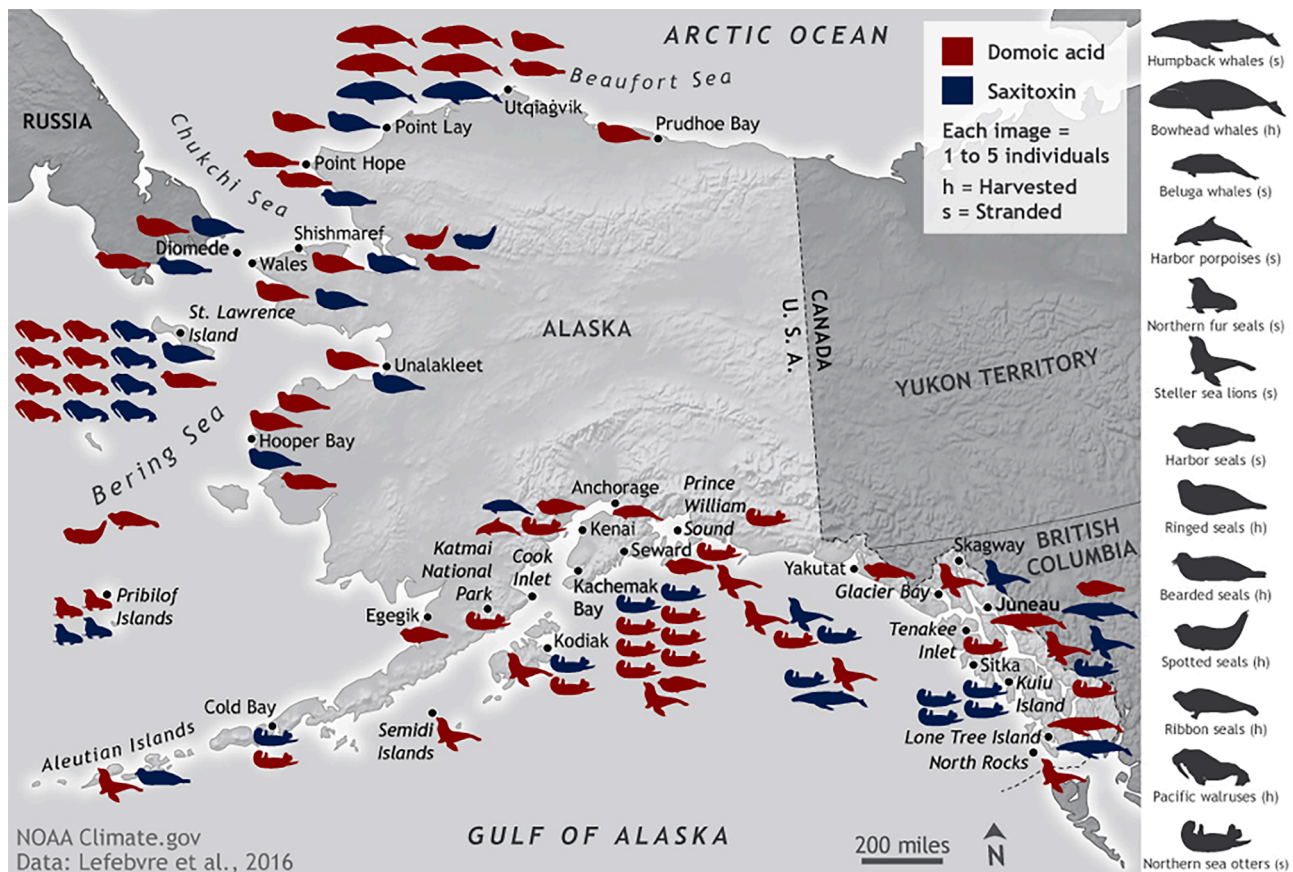 ARCTIC OCEAN
Beaufort Sea
Utqiaġvik
RUSSIA
Chukchi Sea
Point Lay
Prudhoe Bay
Point Hope
Shishmaref
Diomede
Wales
St. Lawrence
Island
ALASKA
U. S. A.
CANADA
YUKON TERRITORY
Unalakleet
Bering Sea
Hooper Bay
Anchorage
Prince
William
Sound
Kenai
Seward
Katmai
National
Park
Cook
Inlet
Kachemak
Bay
Yakutat
Skagway
BRITISH
COLUMBIA
Glacier Bay
Juneau
Pribilof
Islands
Egegik
Kodiak
Tenakee
Inlet
Sitka
Kuiu
Island
Cold Bay
Semidi
Islands
Lone Tree Island
North Rocks
Aleutian Islands
GULF OF ALASKA
200 miles
N
NOAA Climate.gov
Data: Lefebvre et al., 2016
Domoic acid
Saxitoxin
Each image =
1 to 5 individuals
h = Harvested
s = Stranded
Humpback whales (s)
Bowhead whales (h)
Beluga whales (s)
Harbor porpoises (s)
Northern fur seals (s)
Steller sea lions (s)
Harbor seals (s)
Ringed seals (h)
Bearded seals (h)
Spotted seals (h)
Ribbon seals (h)
Pacific walruses (h)
Northern sea otters (s)